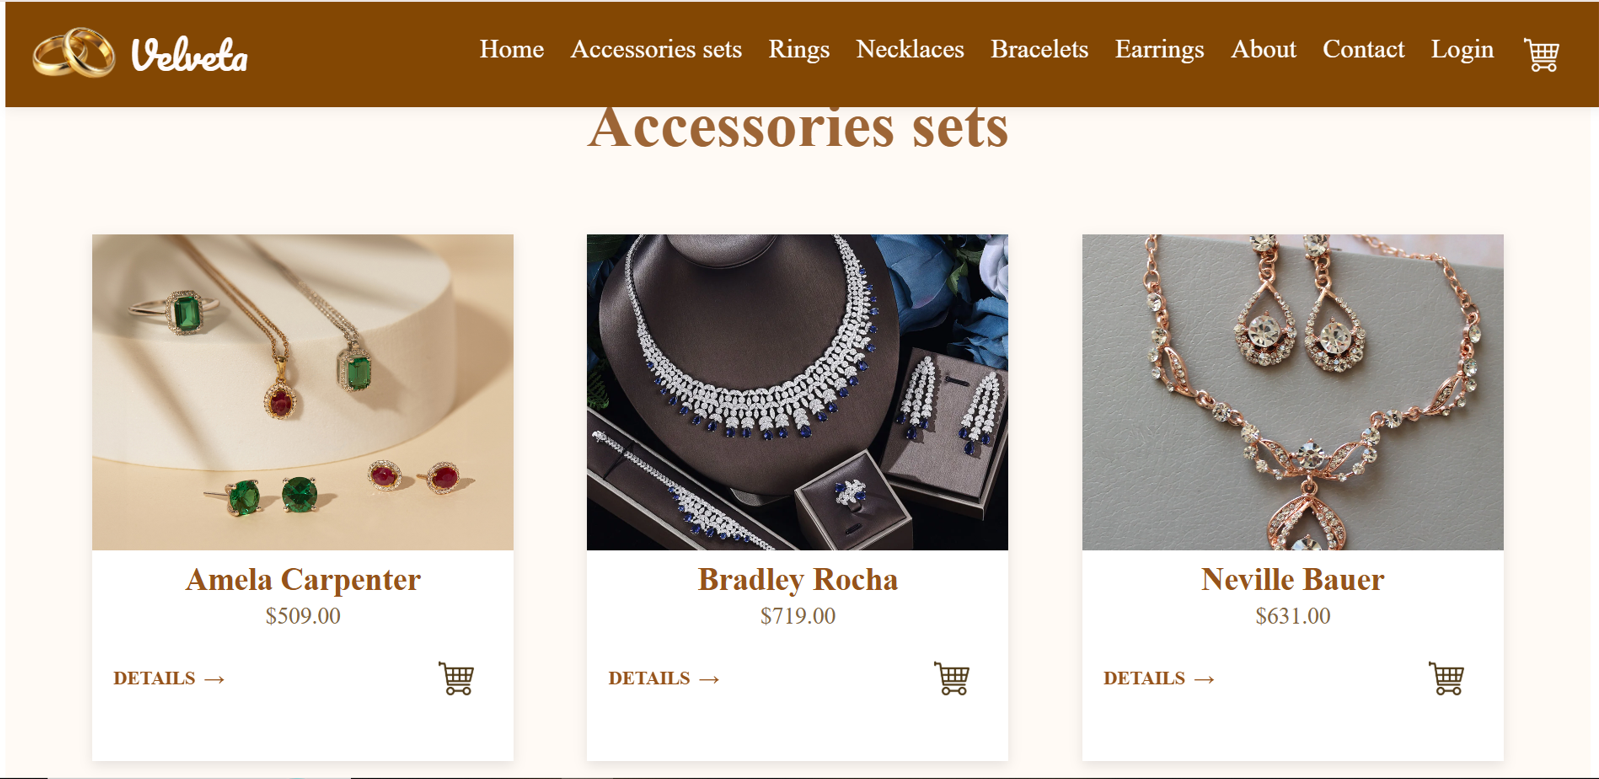 Velveta
Home Accessories sets Rings Necklaces Bracelets Earrings About Contact Login
Accessories sets
Amela Carpenter
$509.00
DETAILS →
Bradley Rocha
$719.00
DETAILS →
Neville Bauer
$631.00
DETAILS →